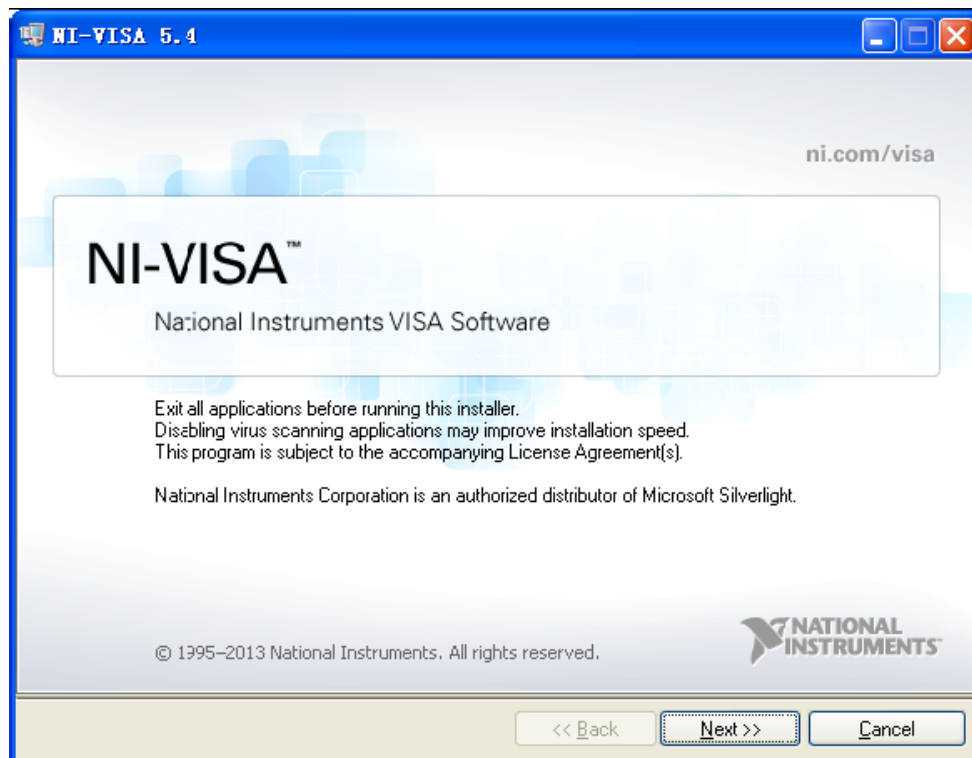 NI-VISA 5.4
ni.com/visa
NI-VISA™
National Instruments VISA Software
Exit all applications before running this installer.
Disabling virus scanning applications may improve installation speed.
This program is subject to the accompanying License Agreement(s).
National Instruments Corporation is an authorized distributor of Microsoft Silverlight.
© 1995–2013 National Instruments. All rights reserved.
NATIONAL
INSTRUMENTS™
<< Back Next >> Cancel